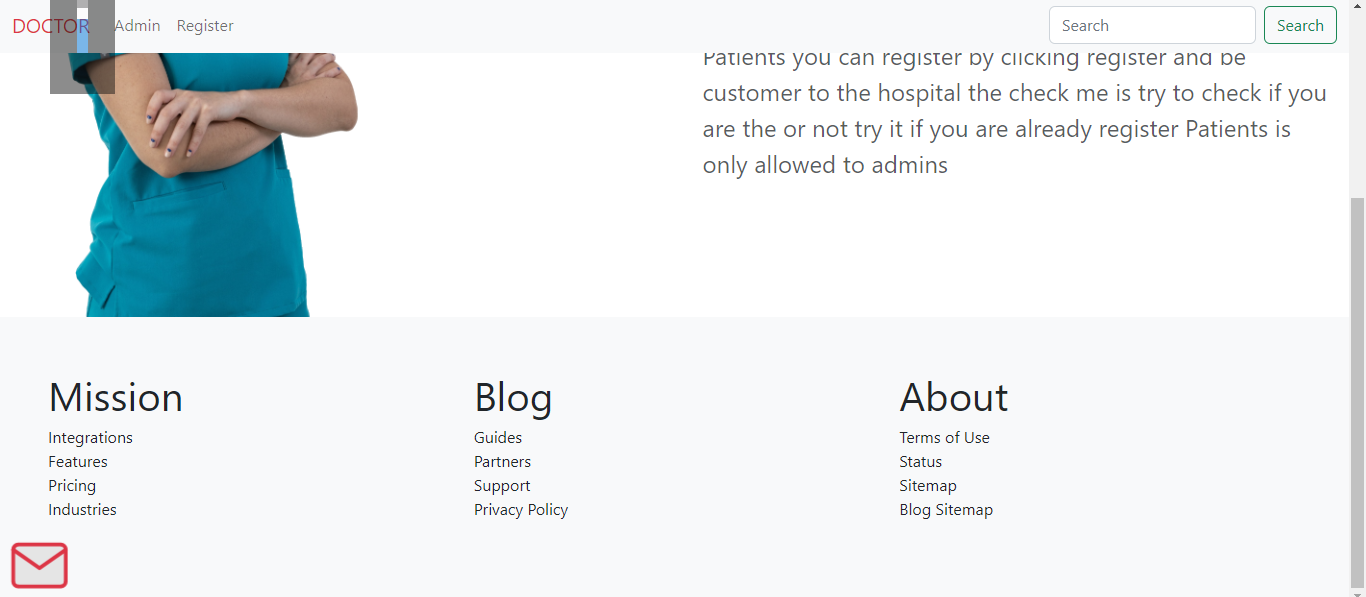 DOCTOR Admin Register Search Search
Patients you can register by clicking register and be
customer to the hospital the check me is try to check if you
are the or not try it if you are already register Patients is
only allowed to admins
Mission
Integrations
Features
Pricing
Industries
Blog
Guides
Partners
Support
Privacy Policy
About
Terms of Use
Status
Sitemap
Blog Sitemap